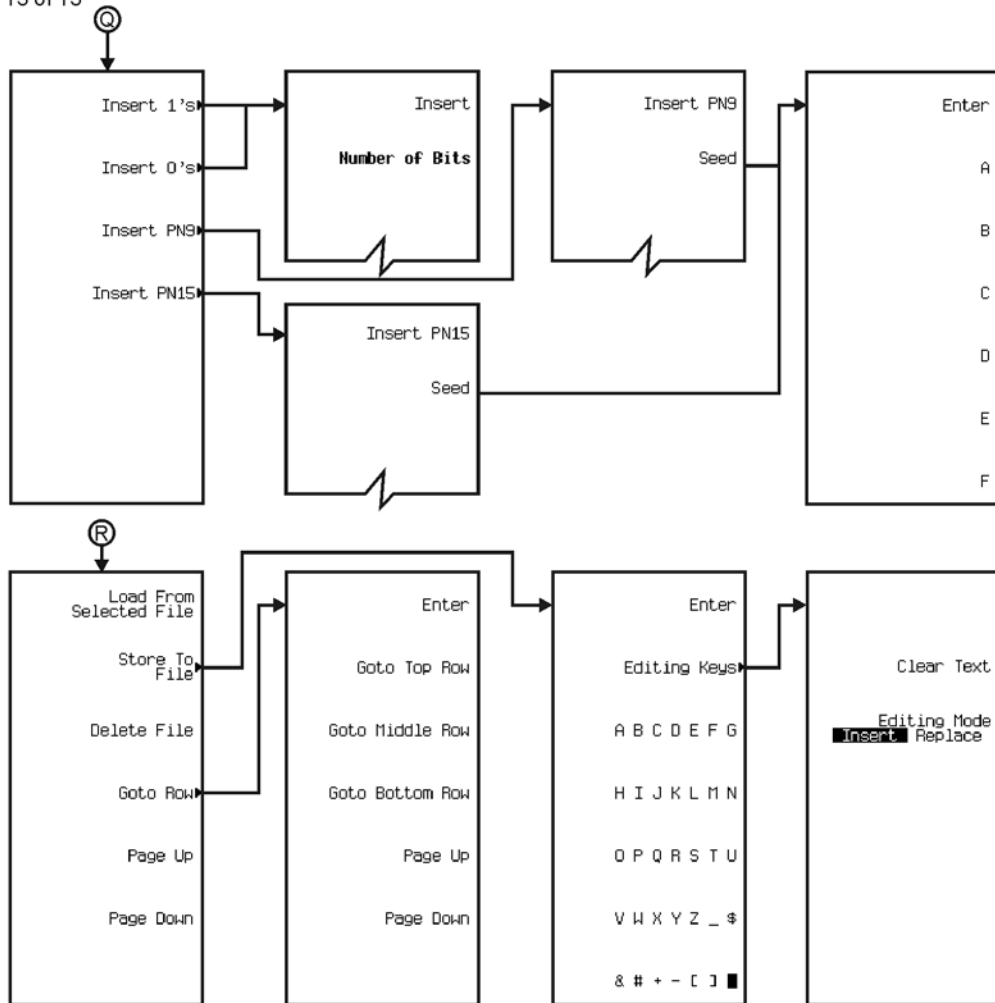 15 of 15
Q
Insert 1's
Insert 0's
Insert PN9
Insert PN15
Insert
Number of Bits
Insert PN9
Seed
Insert PN15
Seed
Enter
A
B
C
D
E
F
R
Load From
Selected File
Store To
File
Delete File
Goto Row
Page Up
Page Down
Enter
Goto Top Row
Goto Middle Row
Goto Bottom Row
Page Up
Page Down
Enter
Editing Keys
A B C D E F G
H I J K L M N
O P Q R S T U
V W X Y Z _ $
& # + - [ ] █
Clear Text
Editing Mode
Insert Replace